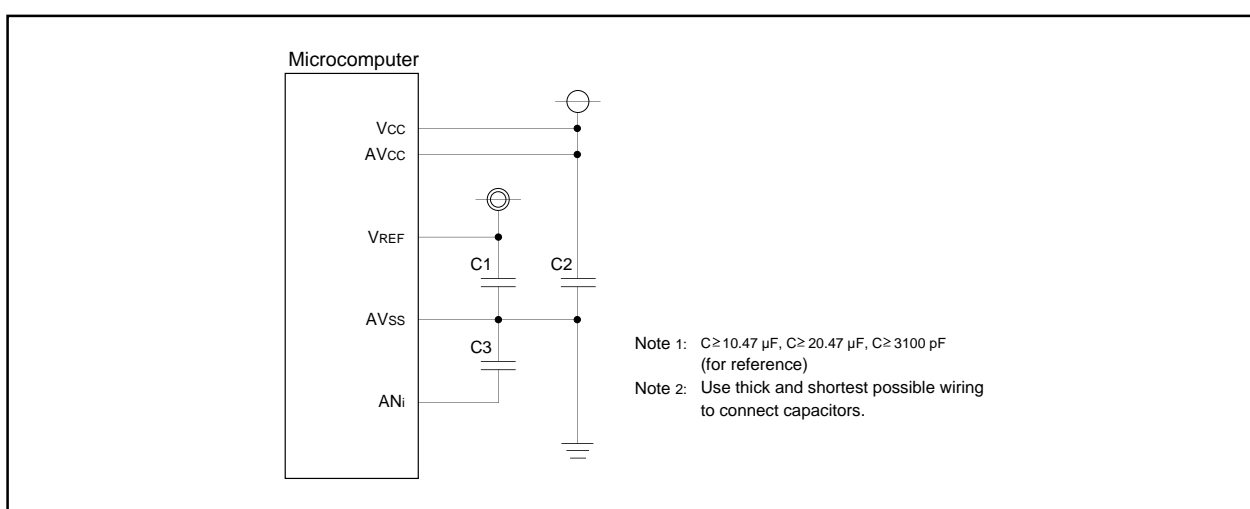 Microcomputer
VCC
AVCC
VREF
C1
C2
AVSS
C3
ANi
Note 1: C≥10.47 µF, C≥ 20.47 µF, C≥ 3100 pF
(for reference)
Note 2: Use thick and shortest possible wiring
to connect capacitors.